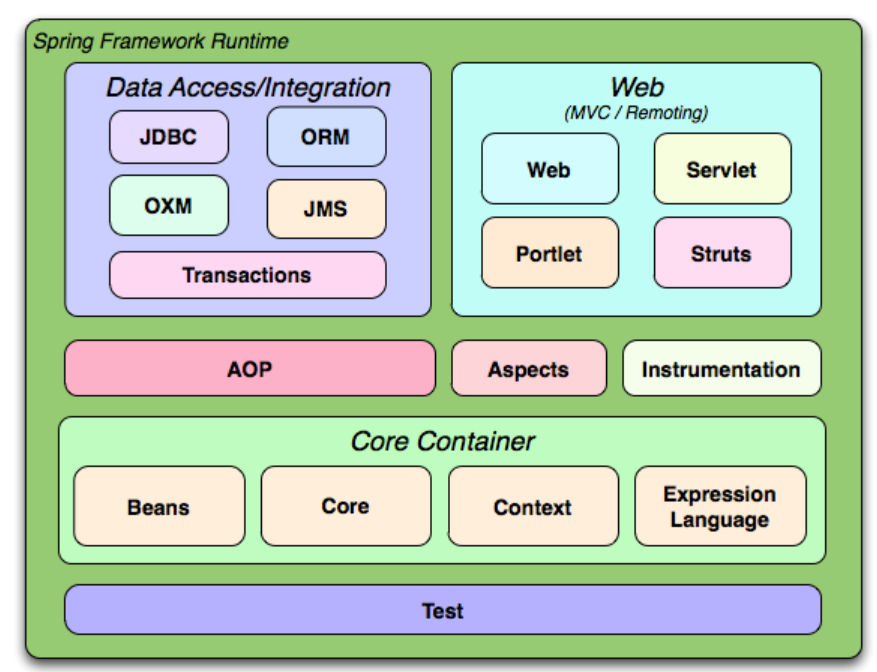 Spring Framework Runtime
Data Access/Integration
JDBC
ORM
OXM
JMS
Transactions
Web
(MVC / Remoting)
Web
Servlet
Portlet
Struts
AOP
Aspects
Instrumentation
Core Container
Beans
Core
Context
Expression
Language
Test